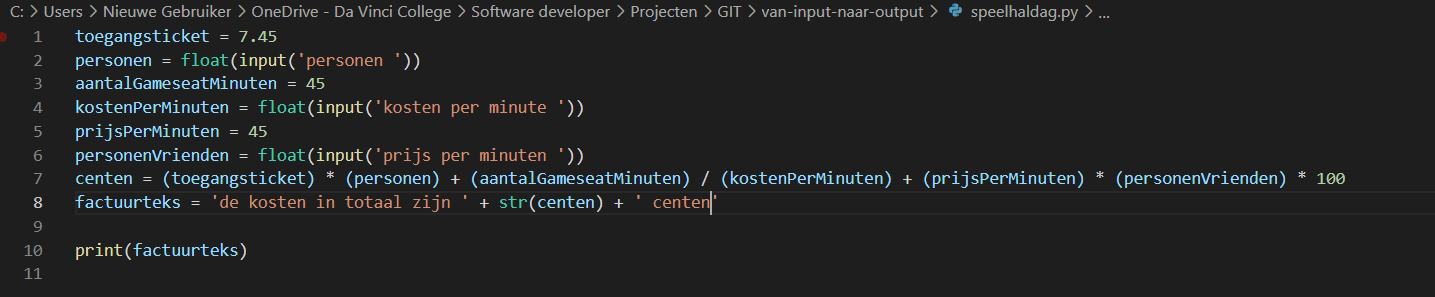 C: > Users > Nieuwe Gebruiker > OneDrive - Da Vinci College > Software developer > Projecten > GIT > van-input-naar-output > speelhaldag.py > ...
1 toegangsticket = 7.45
2 personen = float(input('personen '))
3 aantalGameseatMinuten = 45
4 kostenPerMinuten = float(input('kosten per minute '))
5 prijsPerMinuten = 45
6 personenVrienden = float(input('prijs per minuten '))
7 centen = (toegangsticket) * (personen) + (aantalGameseatMinuten) / (kostenPerMinuten) + (prijsPerMinuten) * (personenVrienden) * 100
8 factuurteks = 'de kosten in totaal zijn ' + str(centen) + ' centen'
9
10 print(factuurteks)
11